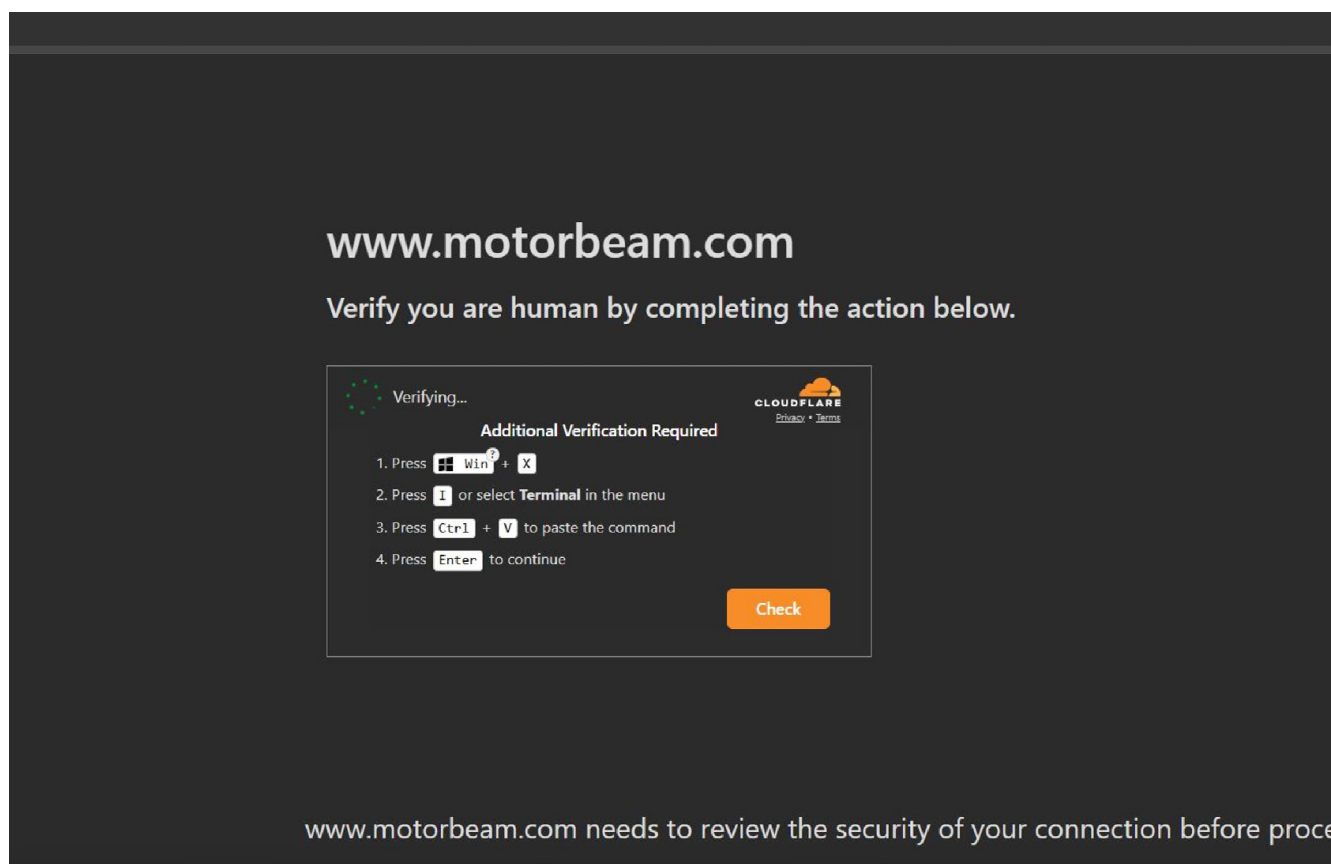 www.motorbeam.com
Verify you are human by completing the action below.
Verifying...
CLOUDFLARE
Privacy • Terms
Additional Verification Required
1. Press Win ? + X
2. Press I or select Terminal in the menu
3. Press Ctrl + V to paste the command
4. Press Enter to continue
Check
www.motorbeam.com needs to review the security of your connection before proce